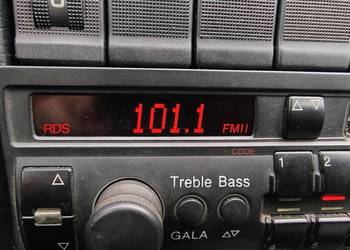 RDS 101.1 FMII
CODE
1 2
Treble Bass
GALA